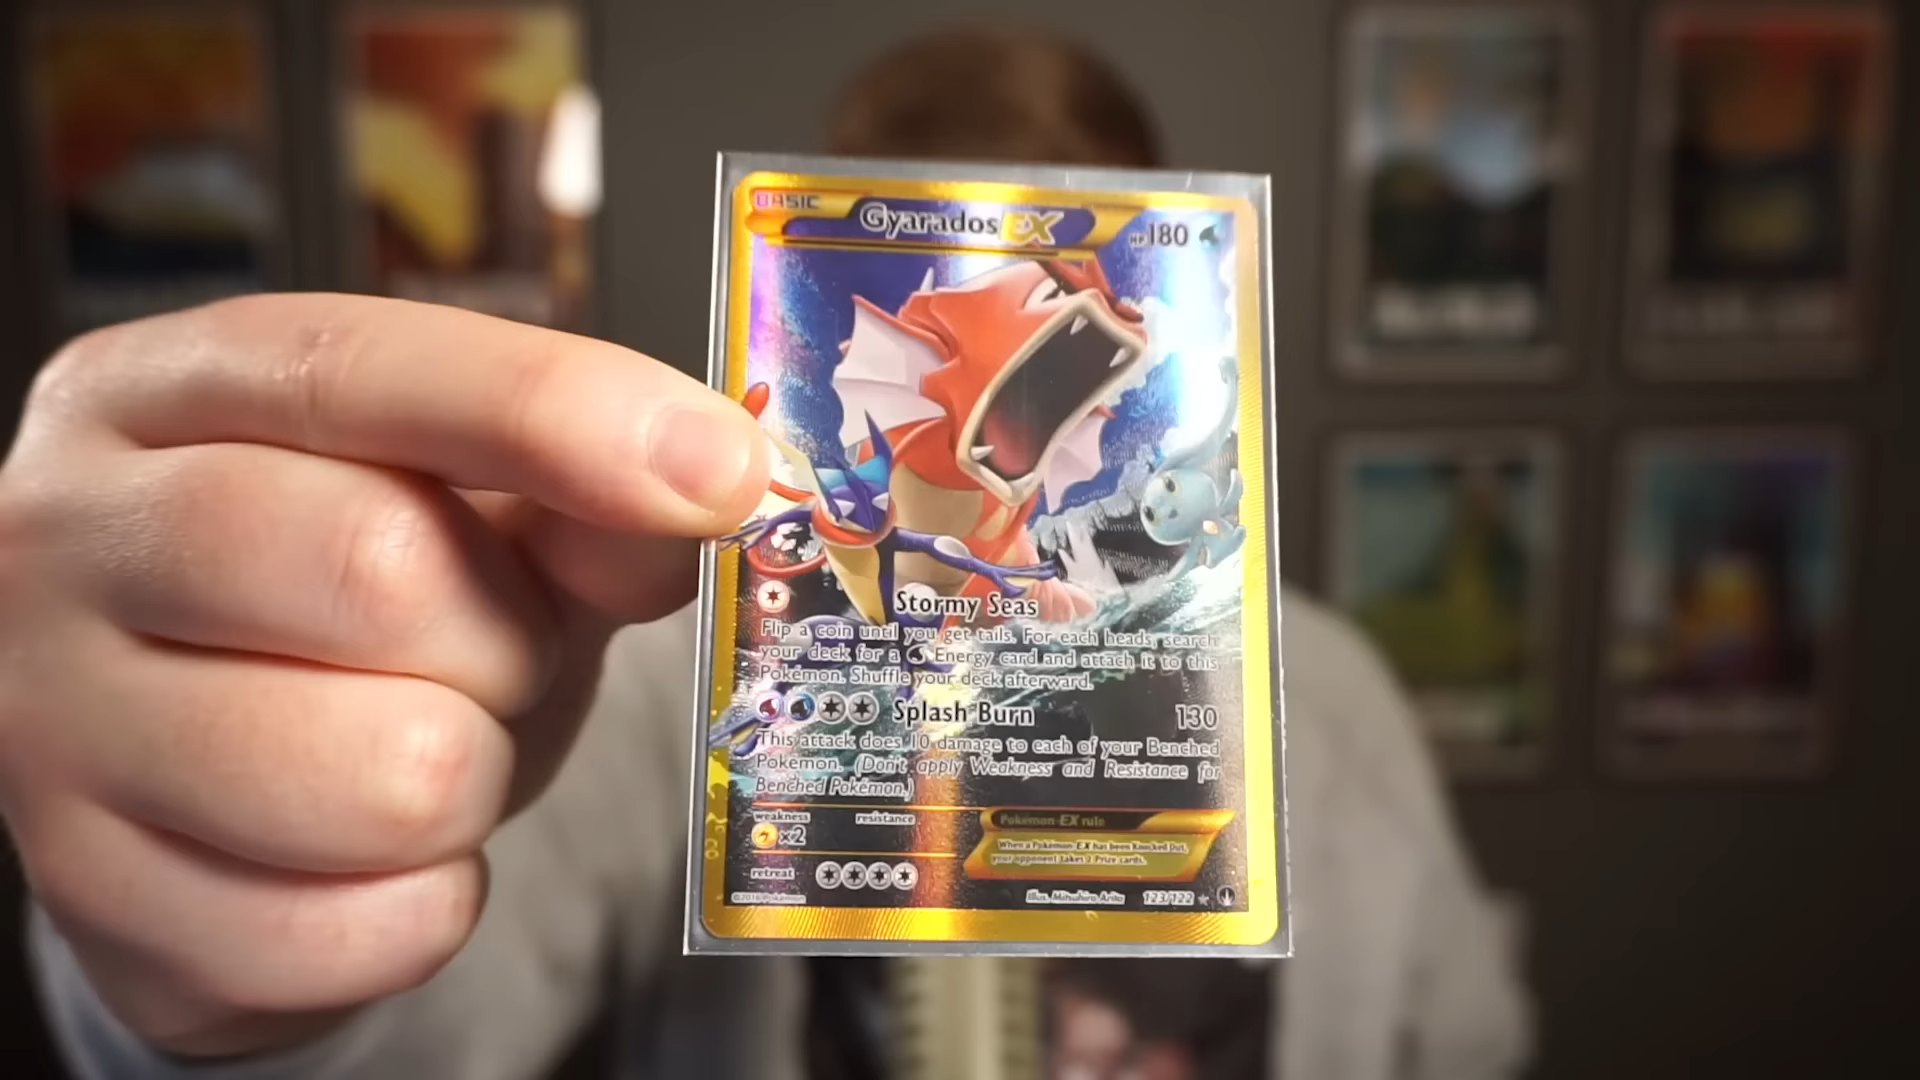 BASIC
Gyarados EX
HP180
Stormy Seas
Flip a coin until you get tails. For each heads, search
your deck for a Energy card and attach it to this
Pokémon. Shuffle your deck afterward.
Splash Burn 130
This attack does 10 damage to each of your Benched
Pokémon. (Don't apply Weakness and Resistance for
Benched Pokémon.)
weakness resistance
×2
Pokémon-EX rule
When a Pokémon-EX has been Knocked Out,
your opponent takes 2 Prize cards.
retreat
©2016 Pokémon
Illus. Mitsuhiro Arita 123/122